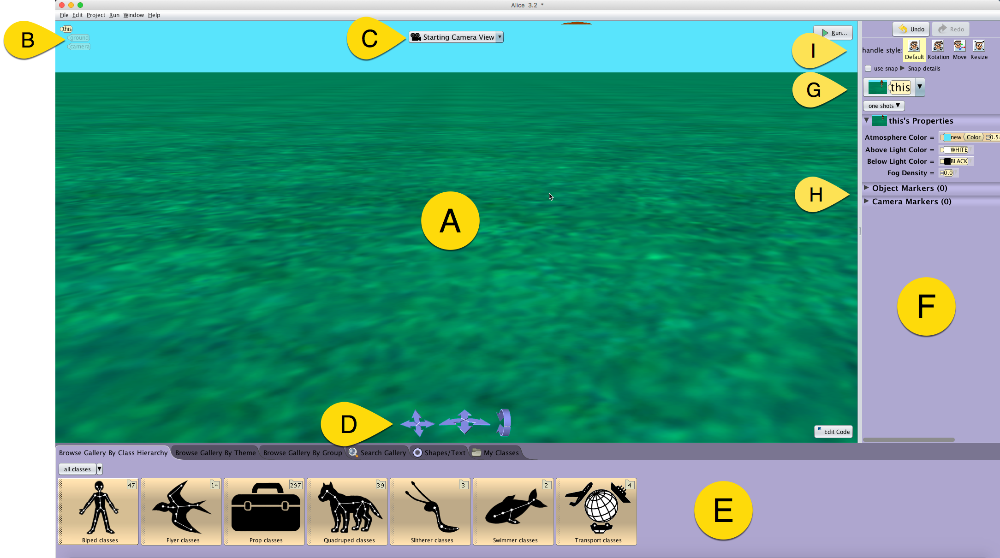 Alice 3.2 *
File Edit Project Run Window Help
B
this
ground
camera
C
Starting Camera View
Run...
I
G
H
A
D
Edit Code
Undo Redo
handle style:
Default Rotation Move Resize
use snap Snap details
this
one shots
this's Properties
Atmosphere Color = new Color 0.5
Above Light Color = WHITE
Below Light Color = BLACK
Fog Density = 0.0
Object Markers (0)
Camera Markers (0)
F
Browse Gallery By Class Hierarchy Browse Gallery By Theme Browse Gallery By Group Search Gallery Shapes/Text My Classes
all classes
47 14 297 39 3 2 4
Biped classes Flyer classes Prop classes Quadruped classes Slitherer classes Swimmer classes Transport classes
E